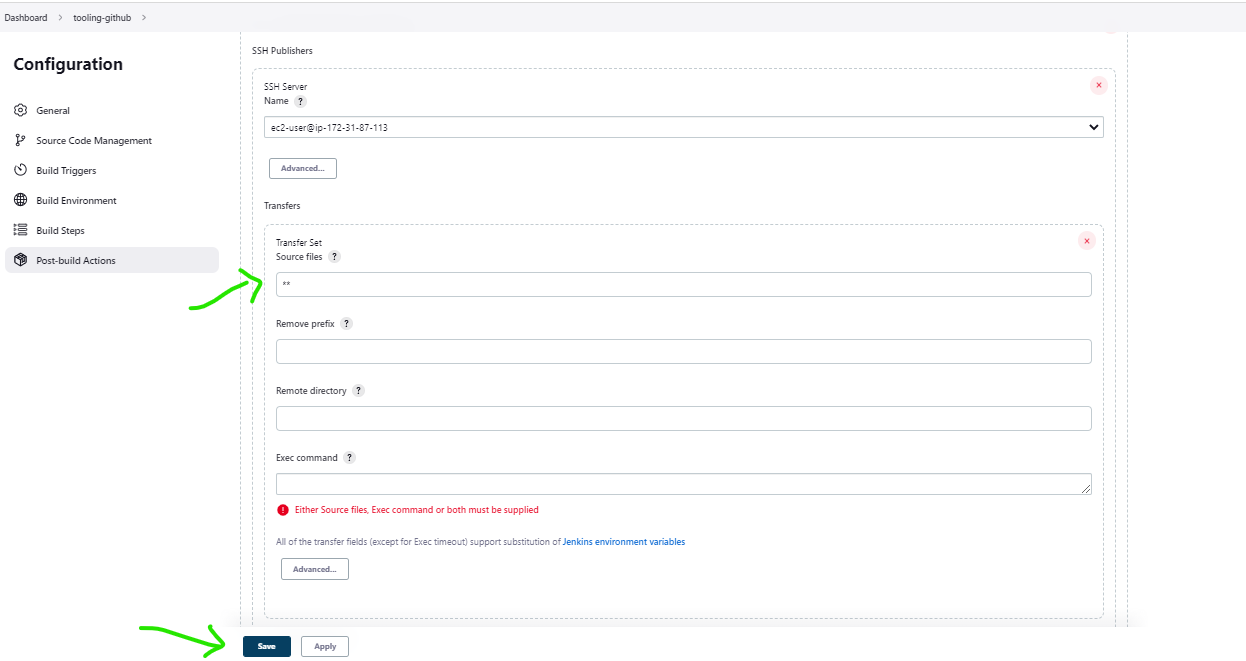 Dashboard > tooling-github >
Configuration
General
Source Code Management
Build Triggers
Build Environment
Build Steps
Post-build Actions
SSH Publishers
SSH Server
Name ?
ec2-user@ip-172-31-87-113
Advanced...
Transfers
Transfer Set
Source files ?
**
Remove prefix ?
Remote directory ?
Exec command ?
Either Source files, Exec command or both must be supplied
All of the transfer fields (except for Exec timeout) support substitution of Jenkins environment variables
Advanced...
Save Apply